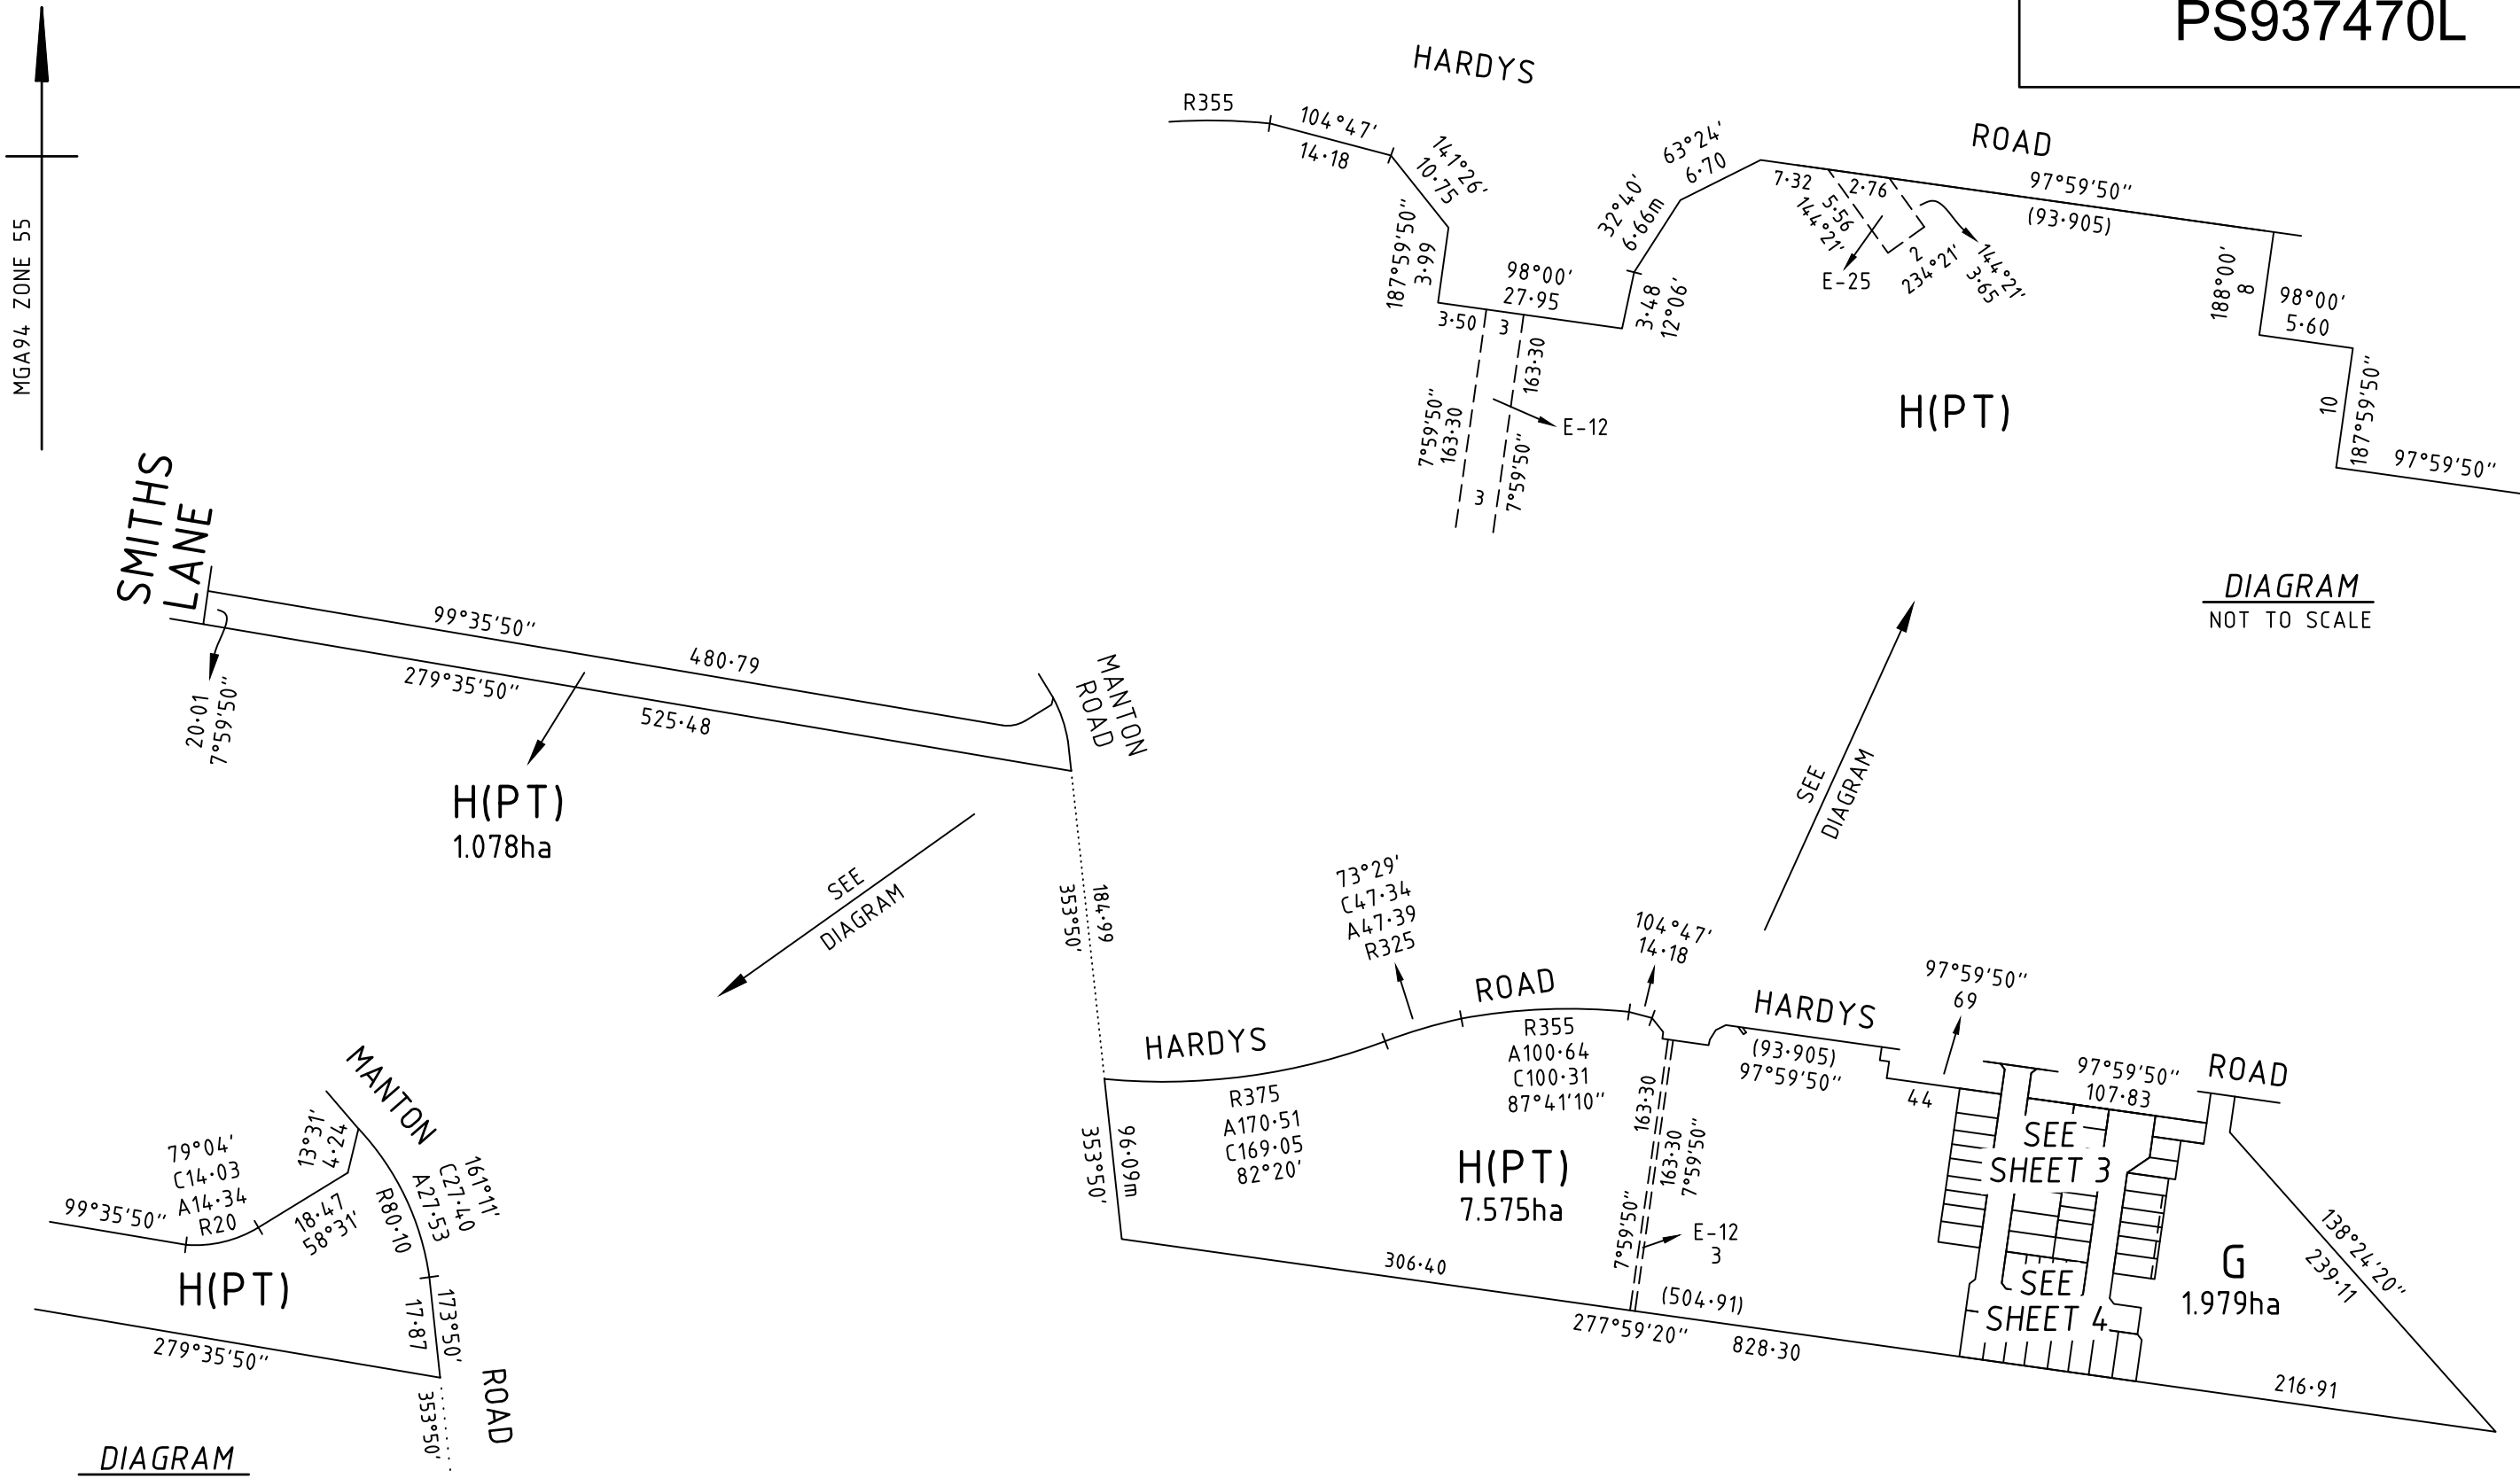 PS937470L
MGA94 ZONE 55
HARDYS
R355
104°47'
14·18
141°26'
10·75
187°59'50"
3·99
98°00'
27·95
3·50
3
32°40'
6·66m
63°24'
6·70
3·48
12°06'
ROAD
7·32
2·76
97°59'50"
(93·905)
5·56
144°21'
E-25
2
234°21'
144°21'
3·65
188°00'
8
98°00'
5·60
10
187°59'50"
97°59'50"
H(PT)
163·30
7°59'50"
163·30
E-12
7°59'50"
3
DIAGRAM
NOT TO SCALE
SMITHS
LANE
99°35'50"
480·79
279°35'50"
525·48
20·01
7°59'50"
MANTON
ROAD
H(PT)
1.078ha
SEE
DIAGRAM
SEE
DIAGRAM
184·99
353°50'
73°29'
C47·34
A47·39
R325
104°47'
14·18
97°59'50"
69
HARDYS
ROAD
HARDYS
ROAD
R375
A170·51
C169·05
82°20'
R355
A100·64
C100·31
87°41'10"
(93·905)
97°59'50"
44
97°59'50"
107·83
96·09m
353°50'
H(PT)
7.575ha
163·30
163·30
7°59'50"
7°59'50"
E-12
3
306·40
(504·91)
277°59'20"
828·30
SEE
SHEET 3
SEE
SHEET 4
G
1.979ha
138°24'20"
239·11
216·91
MANTON
79°04'
C14·03
A14·34
R20
99°35'50"
13°31'
4·24
18·47
58°31'
161°11'
C27·40
A27·53
R80·10
H(PT)
17·87
173°50'
279°35'50"
353°50'
ROAD
DIAGRAM